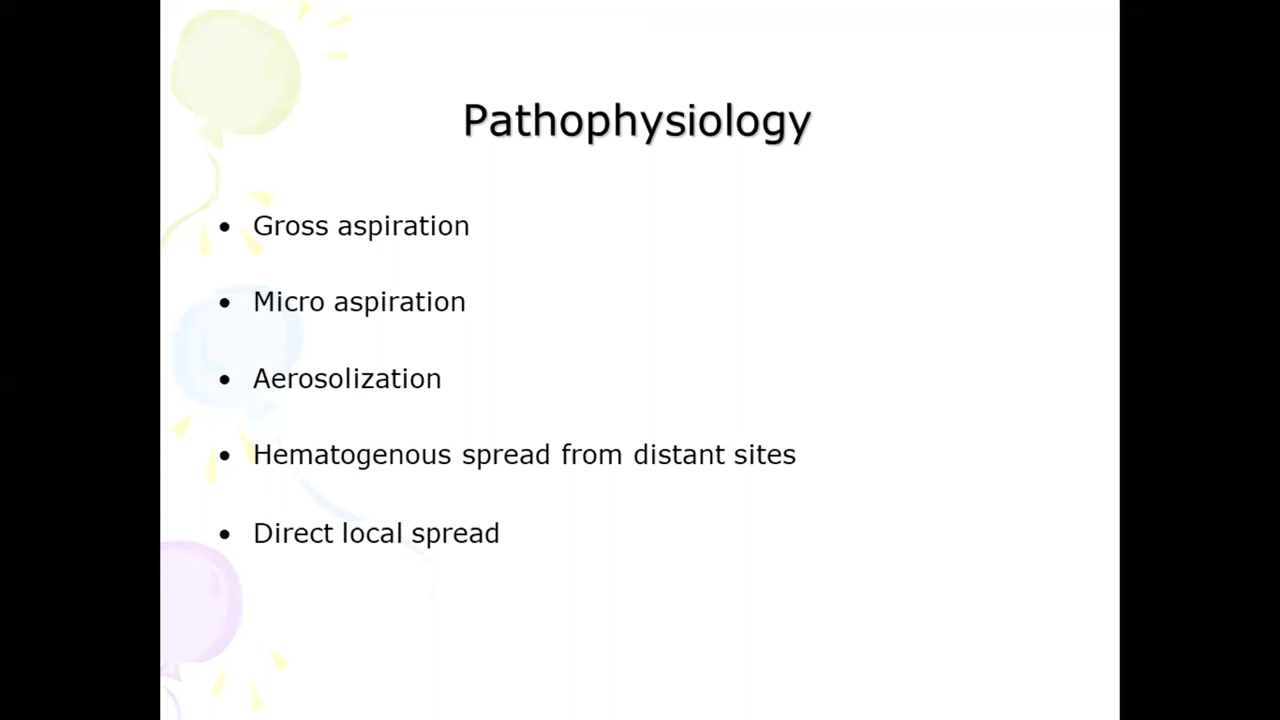 Pathophysiology
• Gross aspiration
• Micro aspiration
• Aerosolization
• Hematogenous spread from distant sites
• Direct local spread